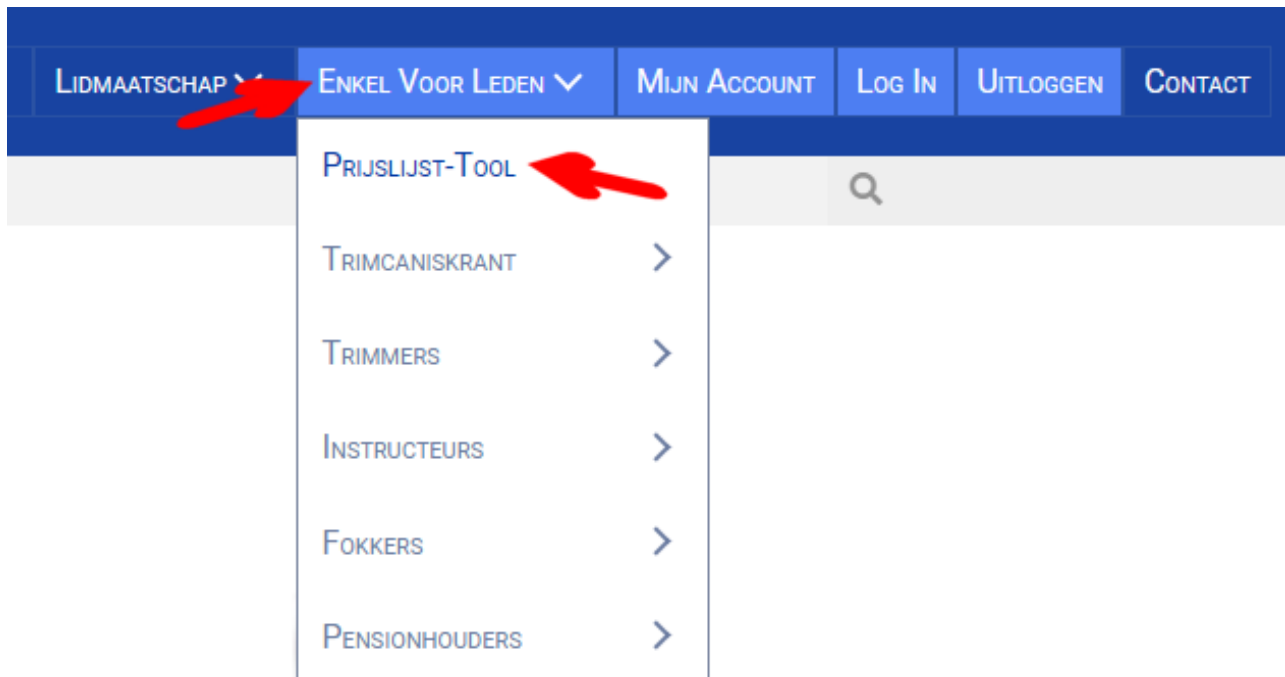 Lidmaatschap Enkel Voor Leden Mijn Account Log In Uitloggen Contact
Prijslijst-Tool
Trimcaniskrant
Trimmers
Instructeurs
Fokkers
Pensionhouders